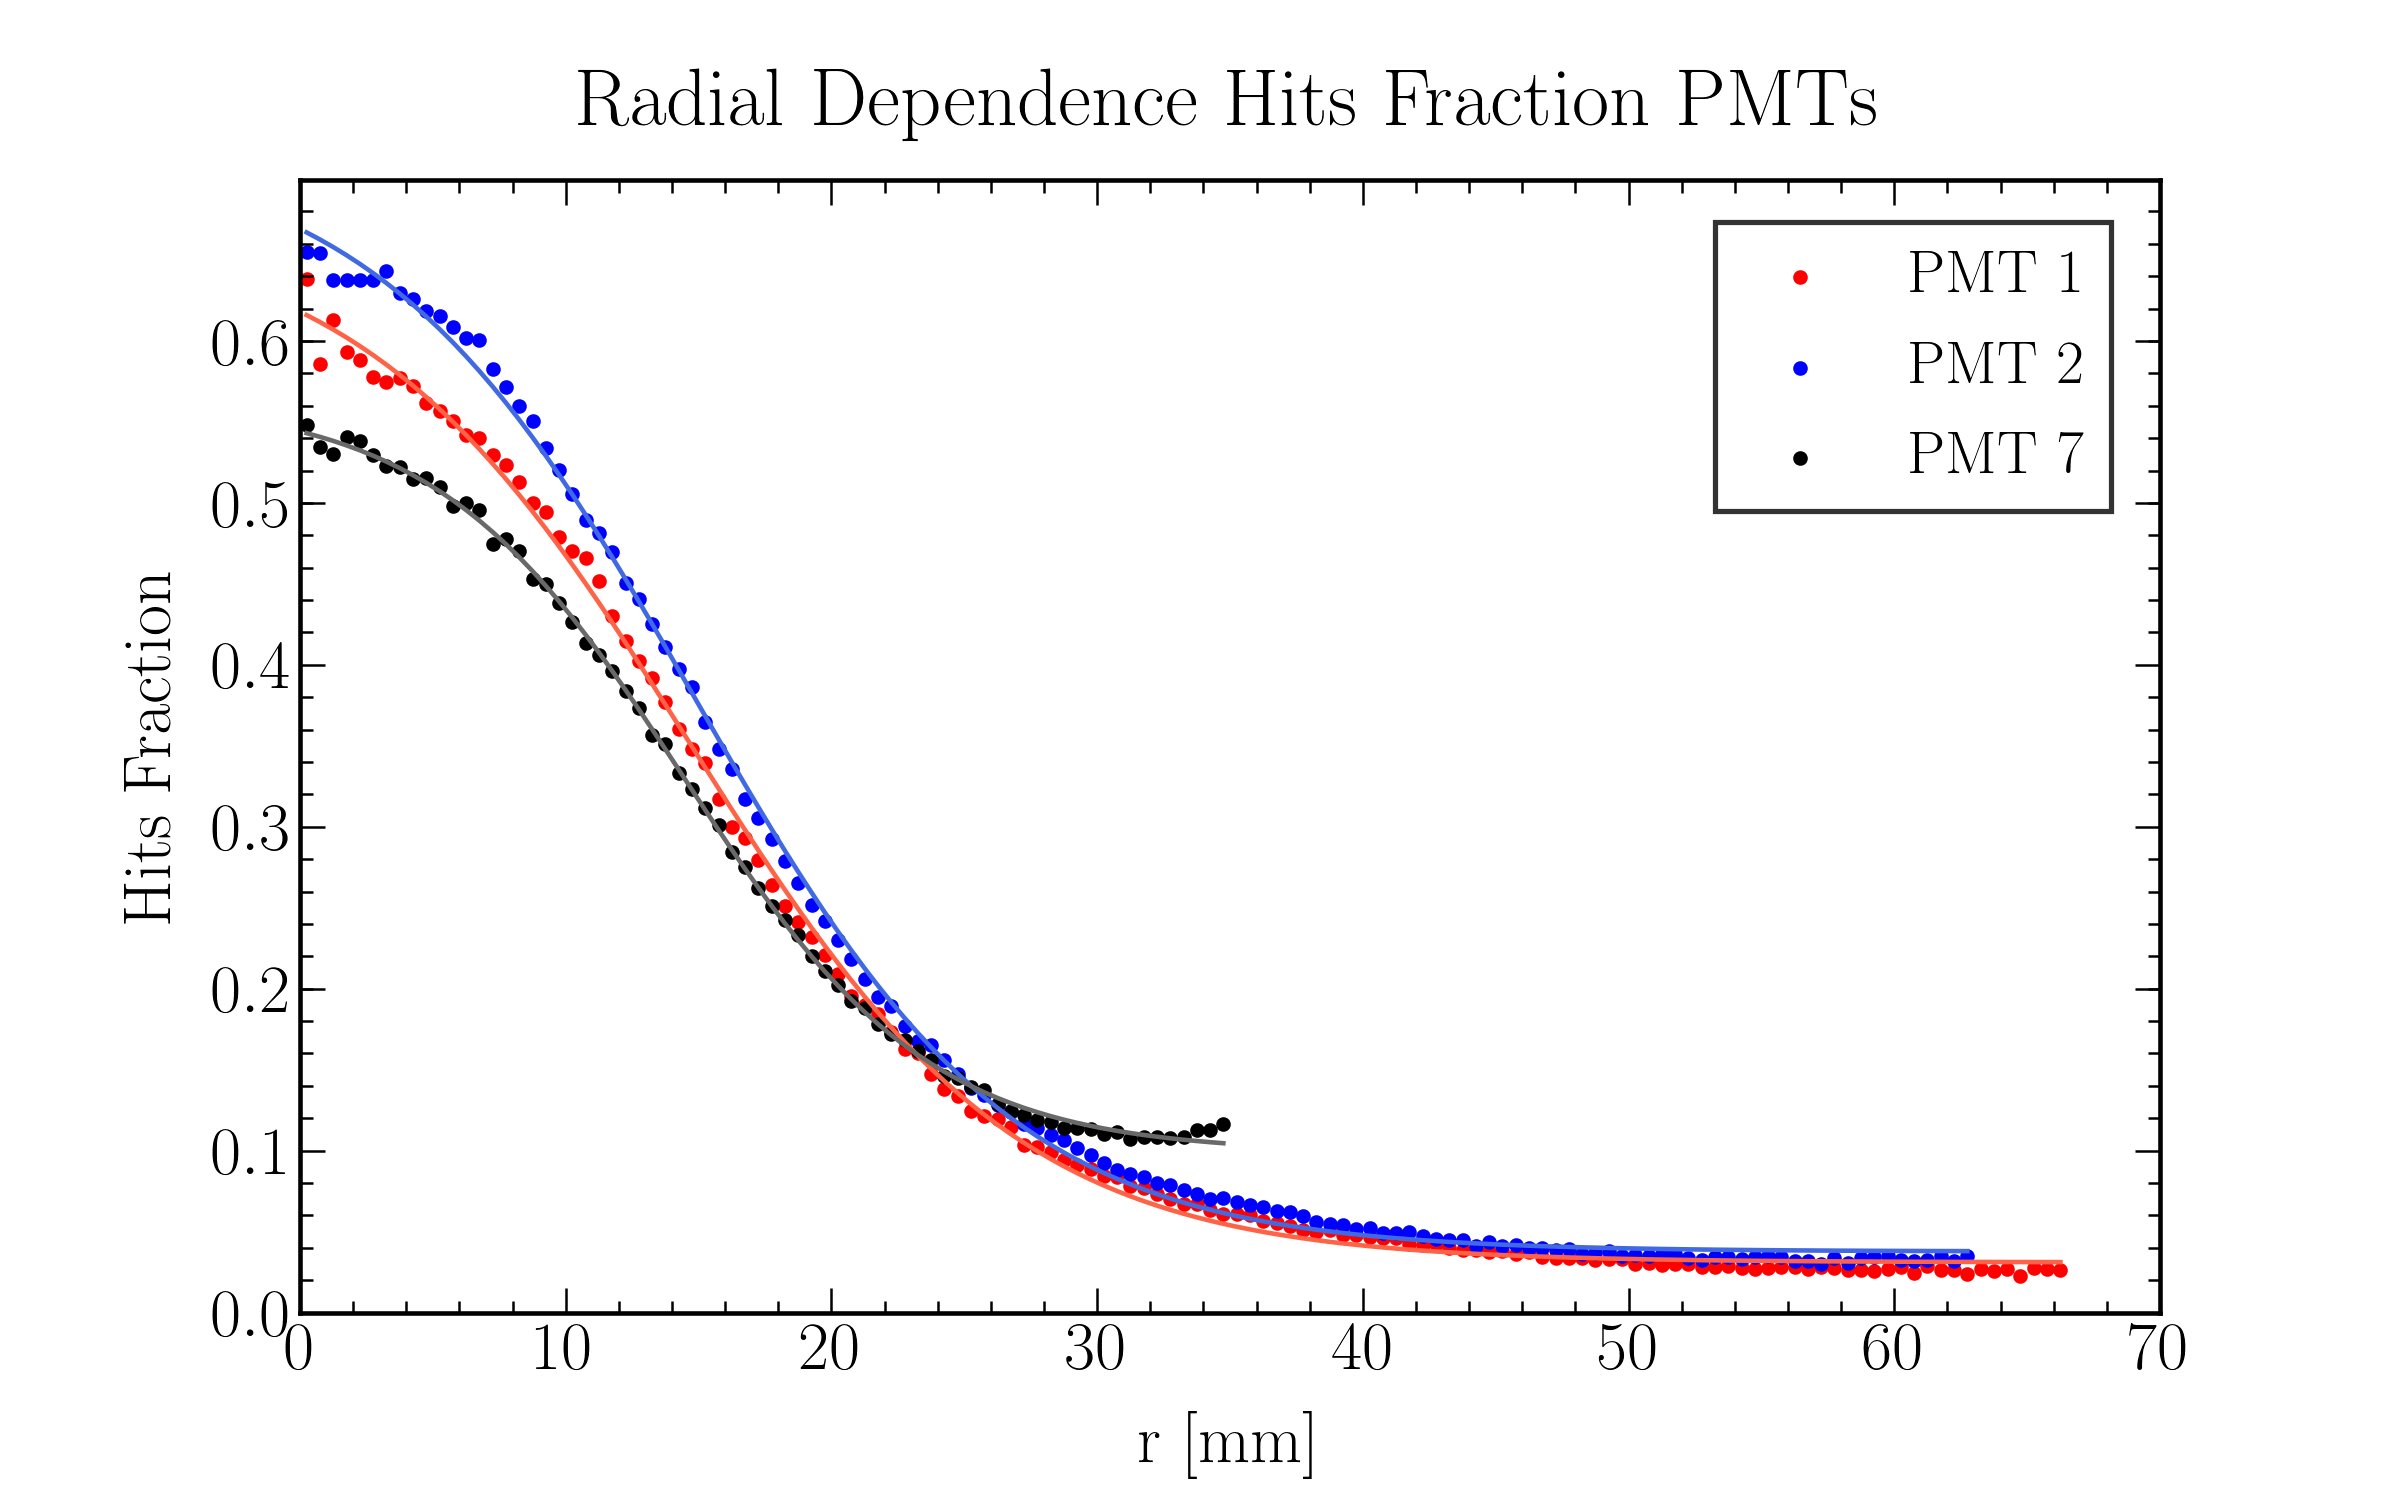 Radial Dependence Hits Fraction PMTs
PMT 1
PMT 2
PMT 7
Hits Fraction
0.6
0.5
0.4
0.3
0.2
0.1
0.0
0 10 20 30 40 50 60 70
r [mm]